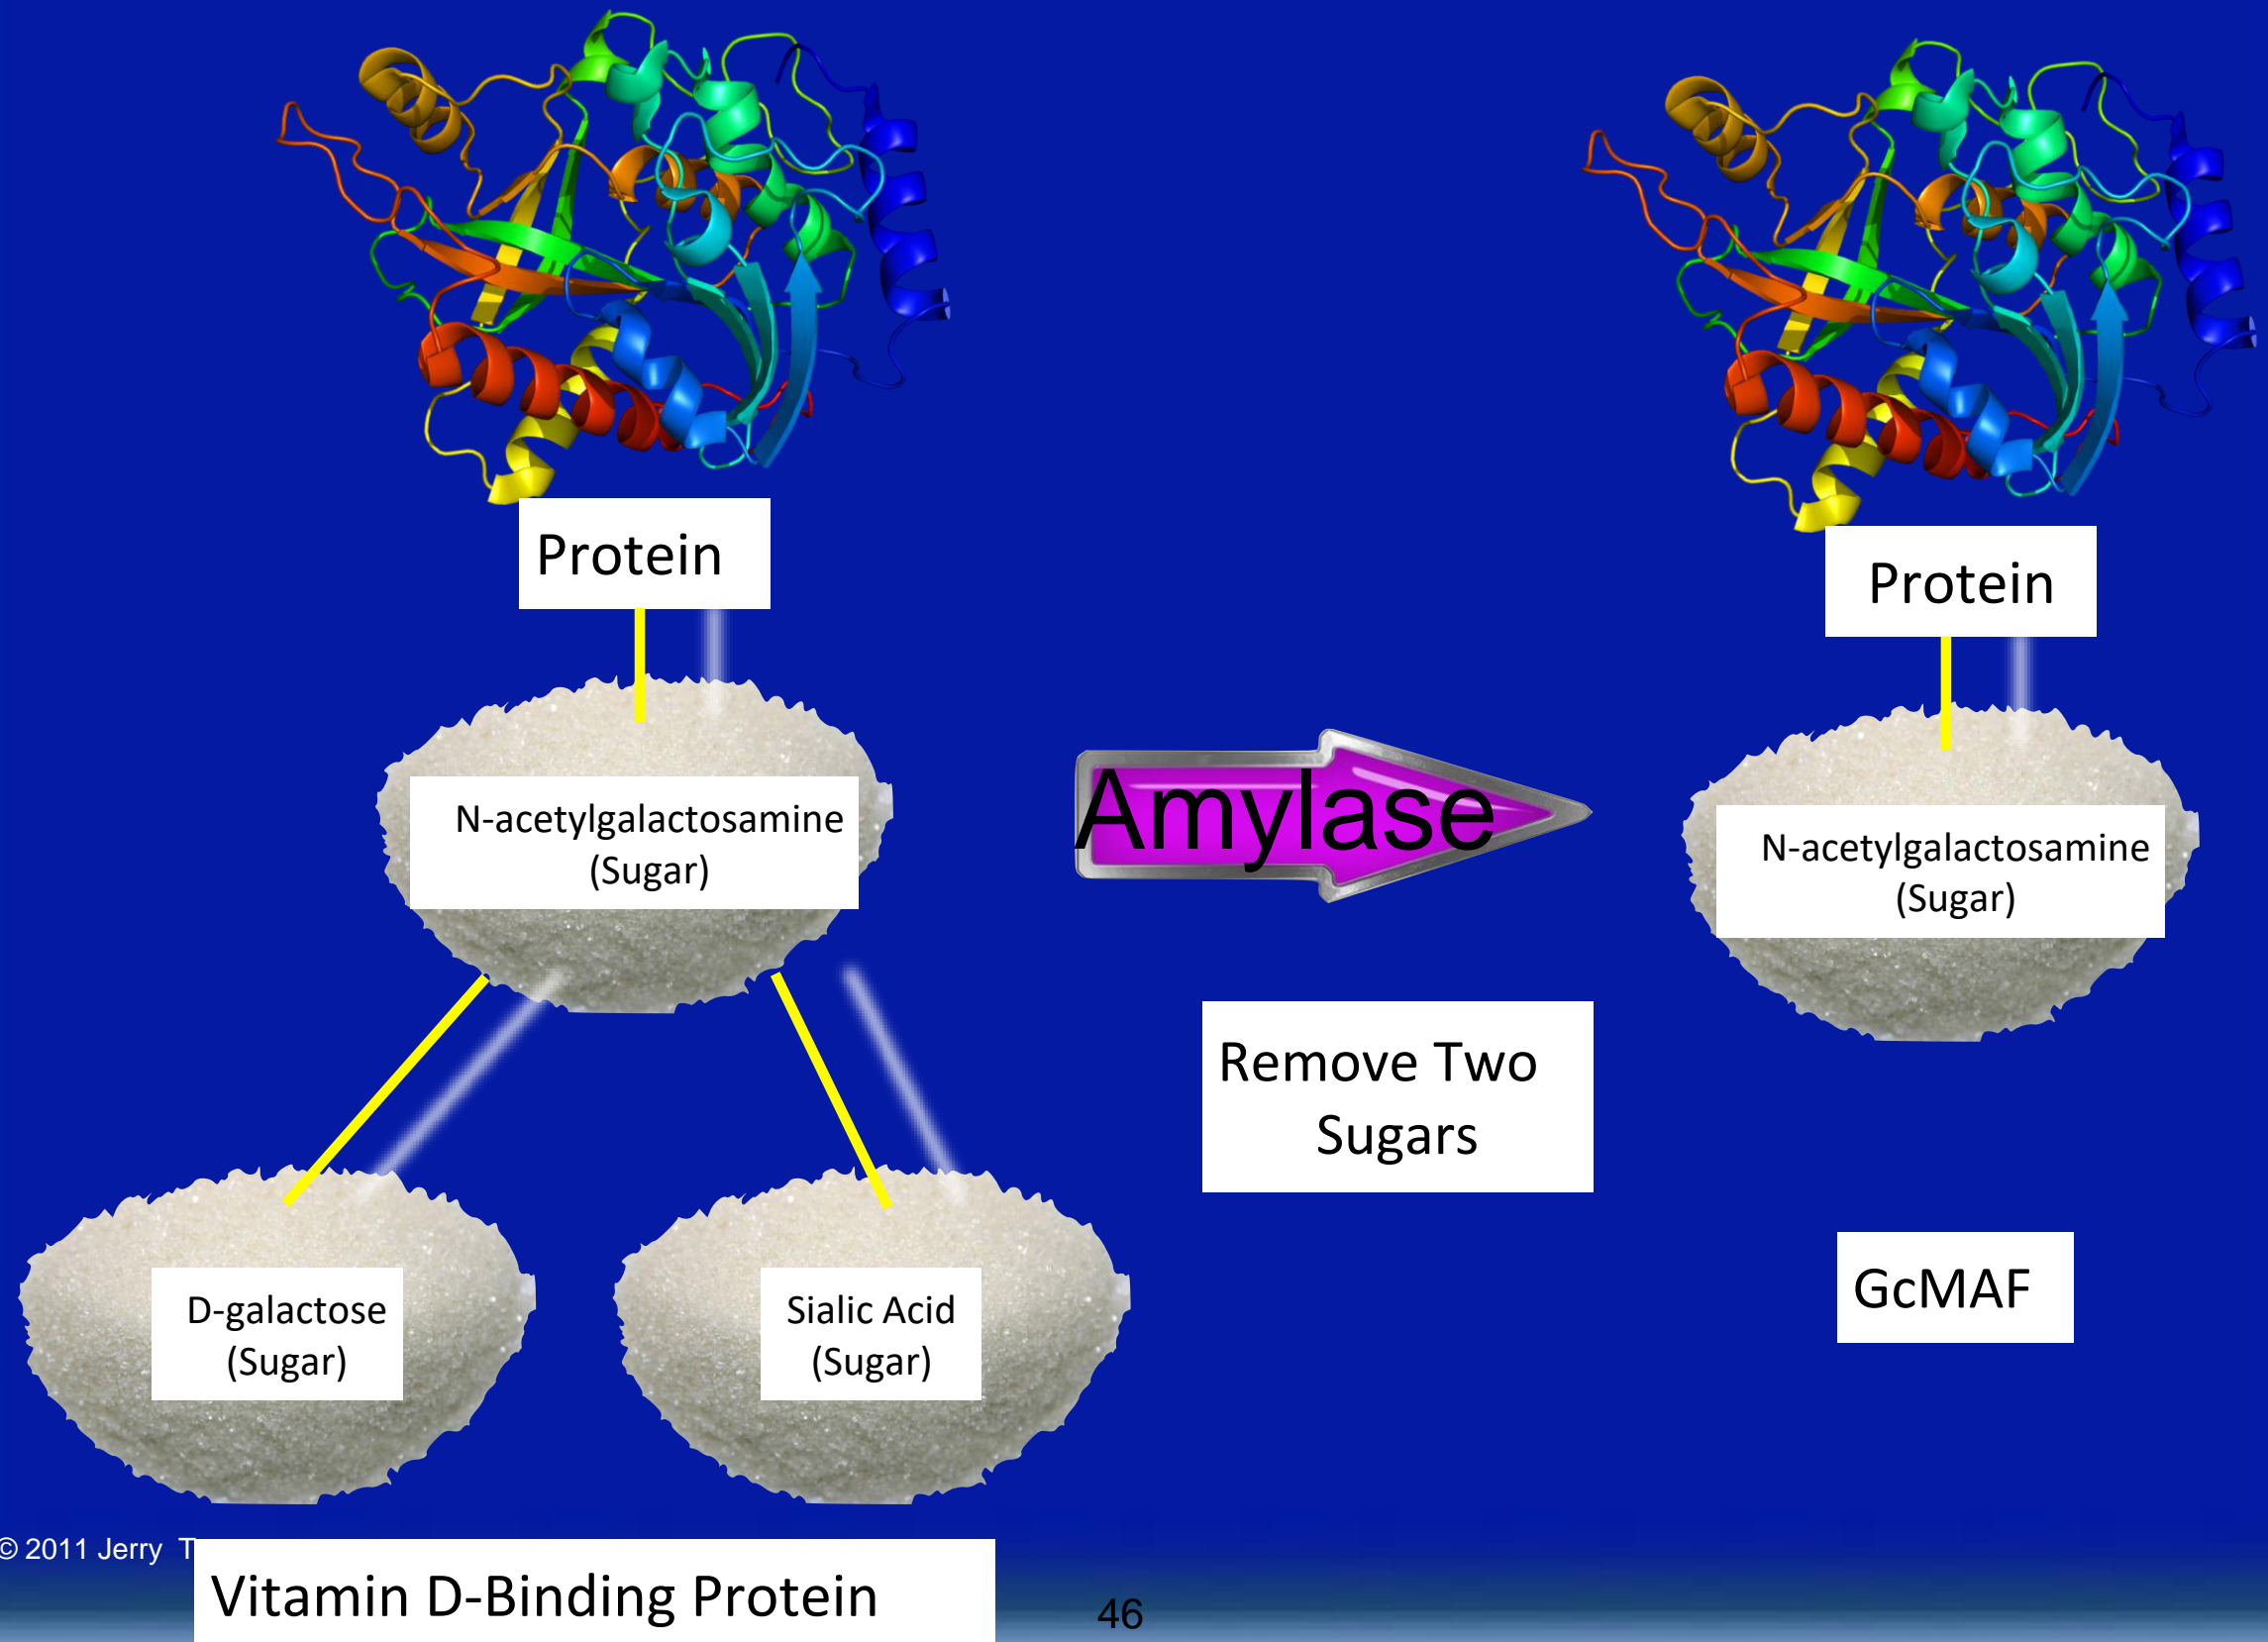 Protein
N-acetylgalactosamine
(Sugar)
D-galactose
(Sugar)
Sialic Acid
(Sugar)
Vitamin D-Binding Protein
Amylase
Remove Two
Sugars
Protein
N-acetylgalactosamine
(Sugar)
GcMAF
© 2011 Jerry
46